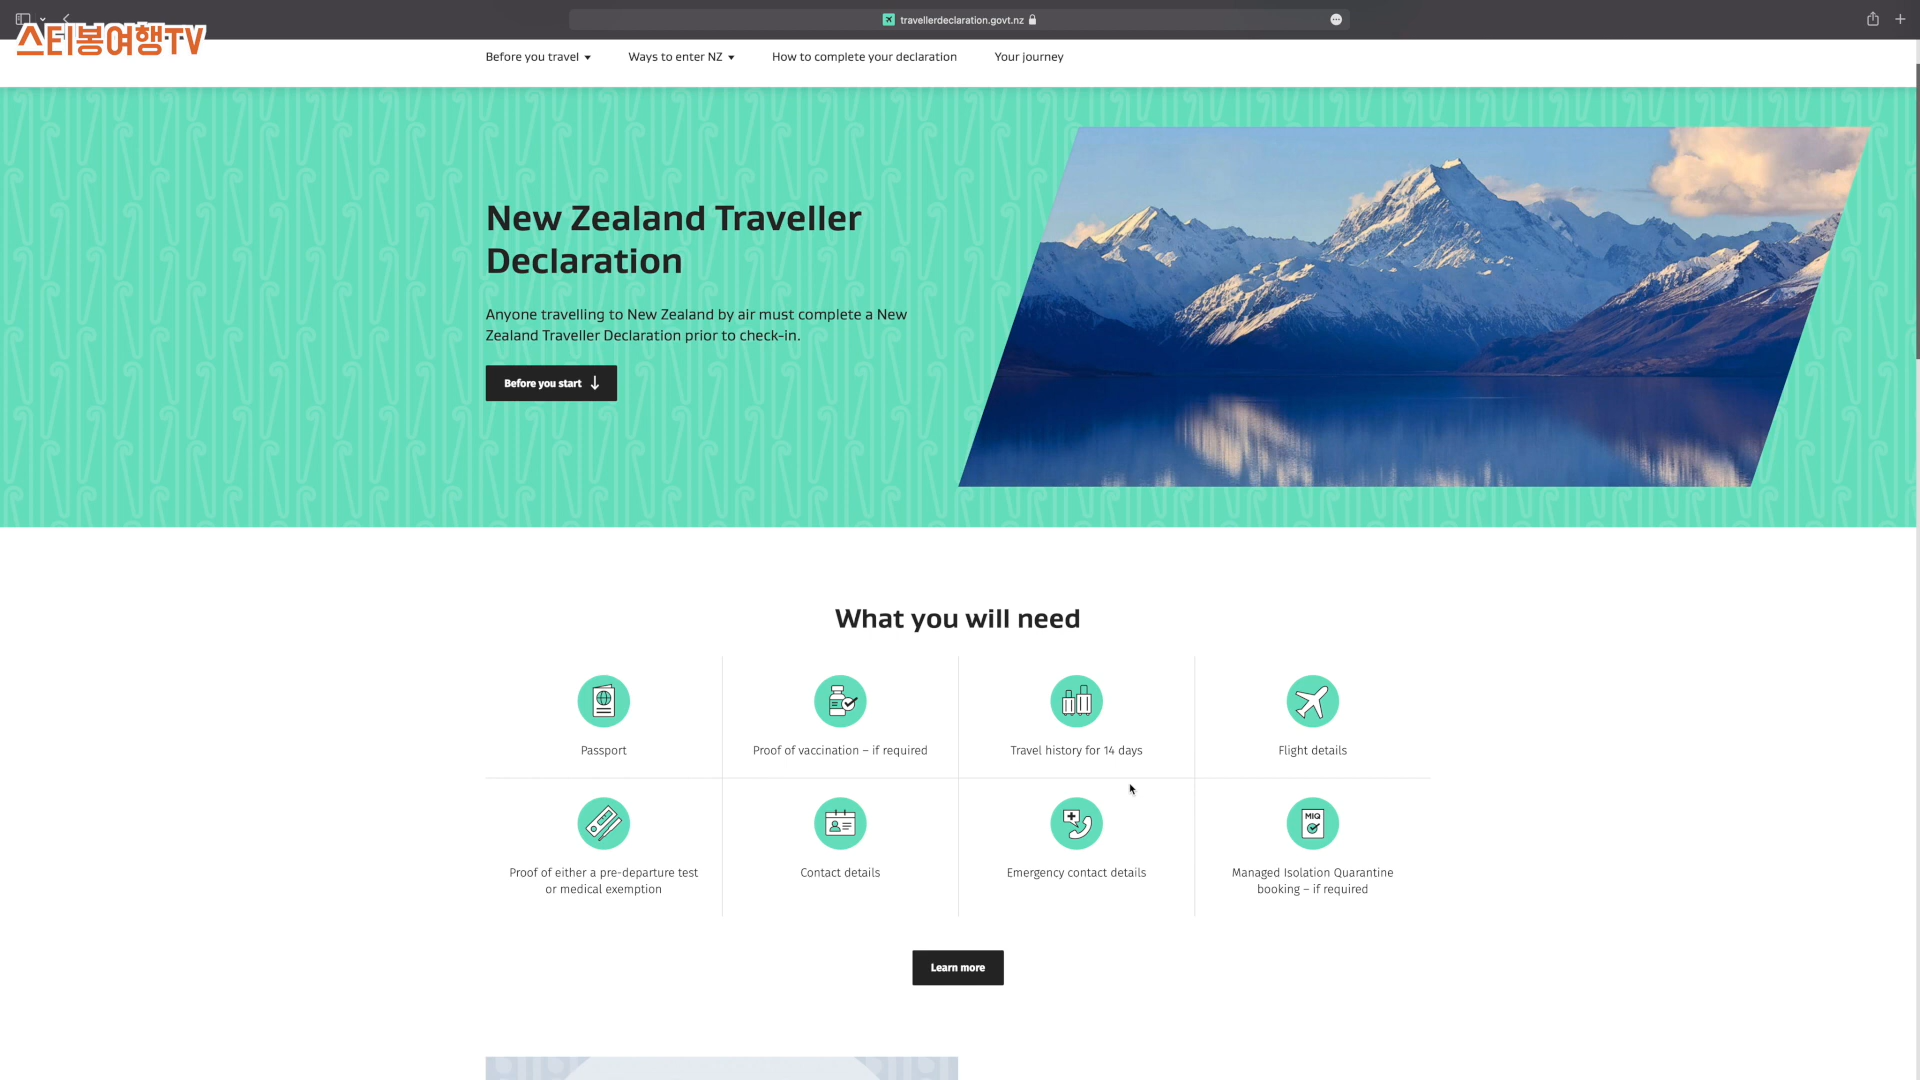 travellerdeclaration.govt.nz
스티봉여행TV
Before you travel
Ways to enter NZ
How to complete your declaration
Your journey
New Zealand Traveller
Declaration
Anyone travelling to New Zealand by air must complete a New
Zealand Traveller Declaration prior to check-in.
Before you start
What you will need
Passport
Proof of vaccination – if required
Travel history for 14 days
Flight details
MIQ
Proof of either a pre-departure test
or medical exemption
Contact details
Emergency contact details
Managed Isolation Quarantine
booking – if required
Learn more